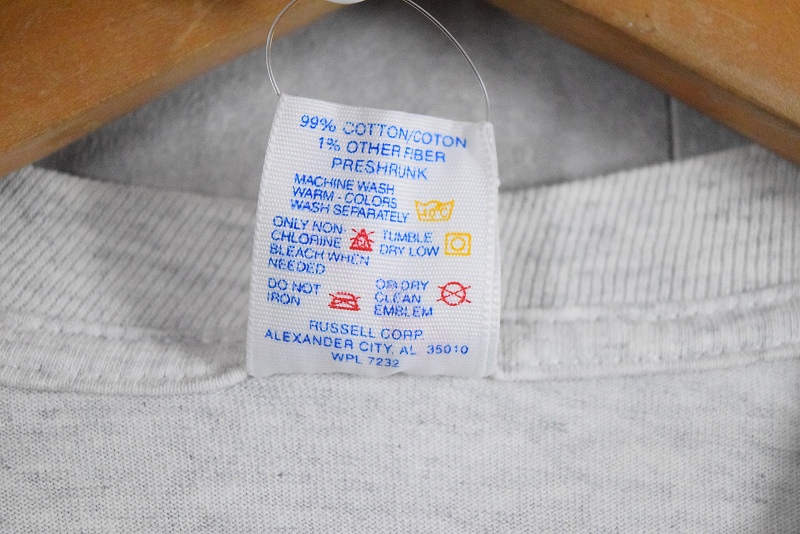 99% COTTON/COTON
1% OTHER FIBER
PRESHRUNK
MACHINE WASH
WARM - COLORS
WASH SEPARATELY
ONLY NON-
CHLORINE
BLEACH WHEN
NEEDED
TUMBLE
DRY LOW
DO NOT
IRON
OR DRY
CLEAN
EMBLEM
RUSSELL CORP.
ALEXANDER CITY, AL 35010
WPL 7232